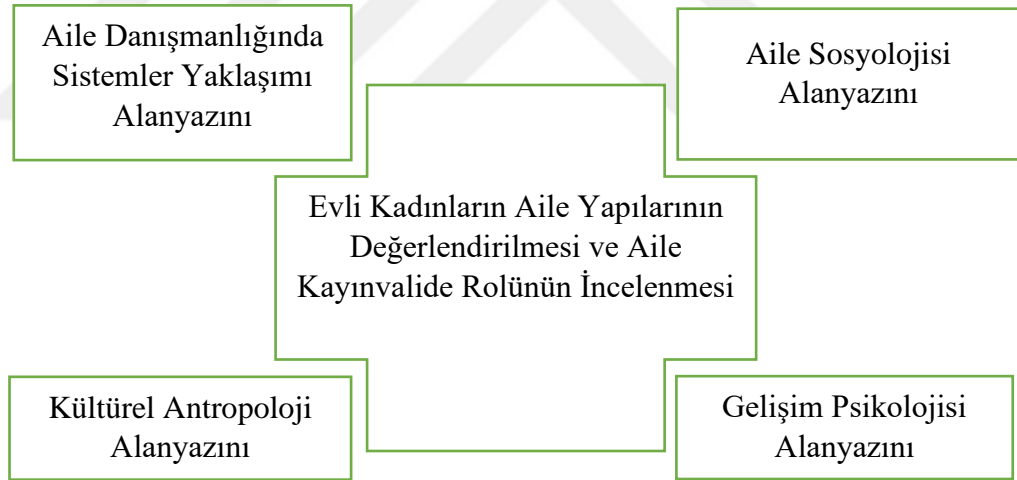 Aile Danışmanlığında
Sistemler Yaklaşımı
Alanyazını
Aile Sosyolojisi
Alanyazını
Evli Kadınların Aile Yapılarının
Değerlendirilmesi ve Aile
Kayınvalide Rolünün İncelenmesi
Kültürel Antropoloji
Alanyazını
Gelişim Psikolojisi
Alanyazını